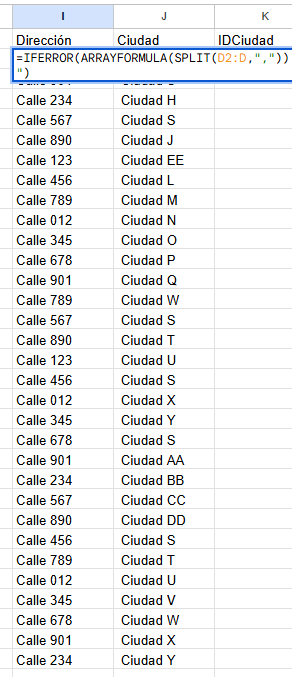 I J K
Dirección Ciudad IDCiudad
=IFERROR(ARRAYFORMULA(SPLIT(D2:D,","))
")
Calle 234 Ciudad H
Calle 567 Ciudad S
Calle 890 Ciudad J
Calle 123 Ciudad EE
Calle 456 Ciudad L
Calle 789 Ciudad M
Calle 012 Ciudad N
Calle 345 Ciudad O
Calle 678 Ciudad P
Calle 901 Ciudad Q
Calle 789 Ciudad W
Calle 567 Ciudad S
Calle 890 Ciudad T
Calle 123 Ciudad U
Calle 456 Ciudad S
Calle 012 Ciudad X
Calle 345 Ciudad Y
Calle 678 Ciudad S
Calle 901 Ciudad AA
Calle 234 Ciudad BB
Calle 567 Ciudad CC
Calle 890 Ciudad DD
Calle 456 Ciudad S
Calle 789 Ciudad T
Calle 012 Ciudad U
Calle 345 Ciudad V
Calle 678 Ciudad W
Calle 901 Ciudad X
Calle 234 Ciudad Y